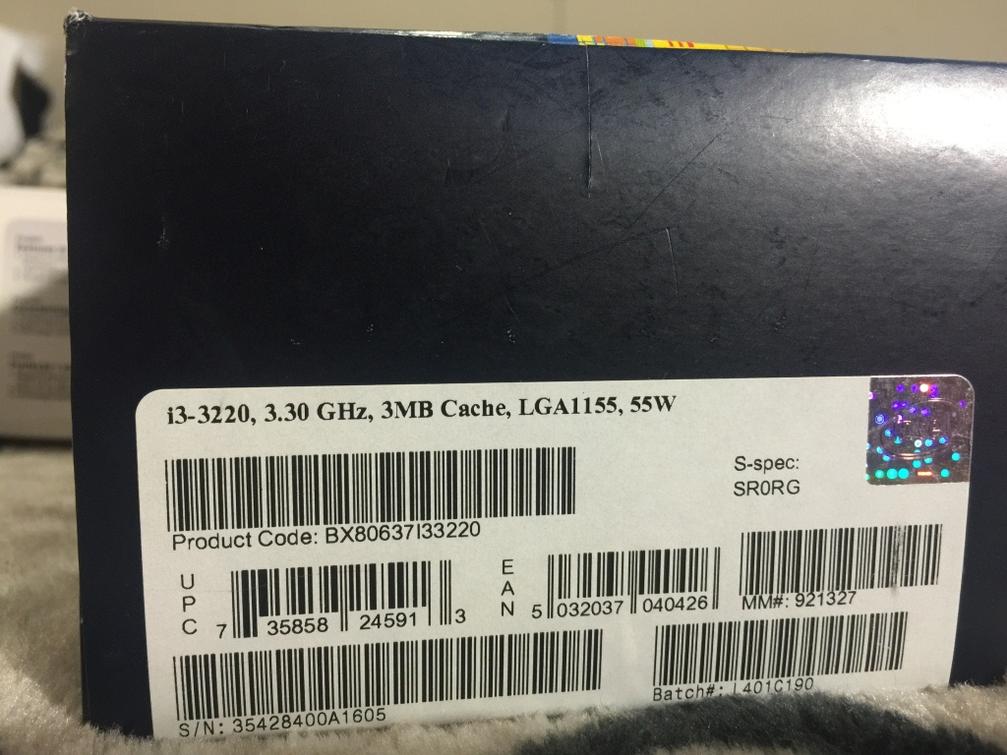 i3-3220, 3.30 GHz, 3MB Cache, LGA1155, 55W
S-spec:
SR0RG
Product Code: BX80637I33220
UPC 7 35858 24591 3
EAN 5 032037 040426
MM#: 921327
S/N: 35428400A1605
Batch#: L401C190